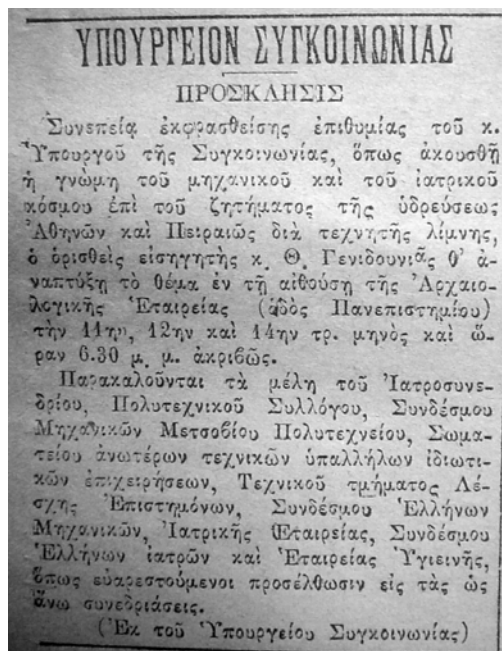 ΥΠΟΥΡΓΕΙΟΝ ΣΥΓΚΟΙΝΩΝΙΑΣ
ΠΡΟΣΚΛΗΣΙΣ
Συνεπείᾳ ἐκφρασθείσης ἐπιθυμίας τοῦ κ.
Ὑπουργοῦ τῆς Συγκοινωνίας, ὅπως ἀκουσθῇ
ἡ γνώμη τοῦ μηχανικοῦ καὶ τοῦ ἰατρικοῦ
κόσμου ἐπὶ τοῦ ζητήματος τῆς ὑδρεύσεως
Ἀθηνῶν καὶ Πειραιῶς διὰ τεχνητῆς λίμνης,
ὁ ὁρισθεὶς εἰσηγητὴς κ. Θ. Γενιδουνιᾶς θ’ ἀ-
ναπτύξῃ τὸ θέμα ἐν τῇ αἰθούσῃ τῆς Ἀρχαιο-
λογικῆς Ἑταιρείας (ὁδὸς Πανεπιστημίου)
τὴν 11ην, 12ην καὶ 14ην τρ. μηνὸς καὶ ὥ-
ραν 6.30 μ. μ. ἀκριβῶς.
Παρακαλοῦνται τὰ μέλη τοῦ Ἰατροσυνε-
δρίου, Πολυτεχνικοῦ Συλλόγου, Συνδέσμου
Μηχανικῶν Μετσοβίου Πολυτεχνείου, Σωμα-
τείου ἀνωτέρων τεχνικῶν ὑπαλλήλων ἰδιωτι-
κῶν ἐπιχειρήσεων, Τεχνικοῦ τμήματος Λέ-
σχης Ἐπιστημόνων, Συνδέσμου Ἑλλήνων
Μηχανικῶν, Ἰατρικῆς Ἑταιρείας, Συνδέσμου
Ἑλλήνων ἰατρῶν καὶ Ἑταιρείας Ὑγιεινῆς,
ὅπως εὐαρεστούμενοι προσέλθωσιν εἰς τὰς ὡς
ἄνω συνεδριάσεις.
(Ἐκ τοῦ Ὑπουργείου Συγκοινωνίας)